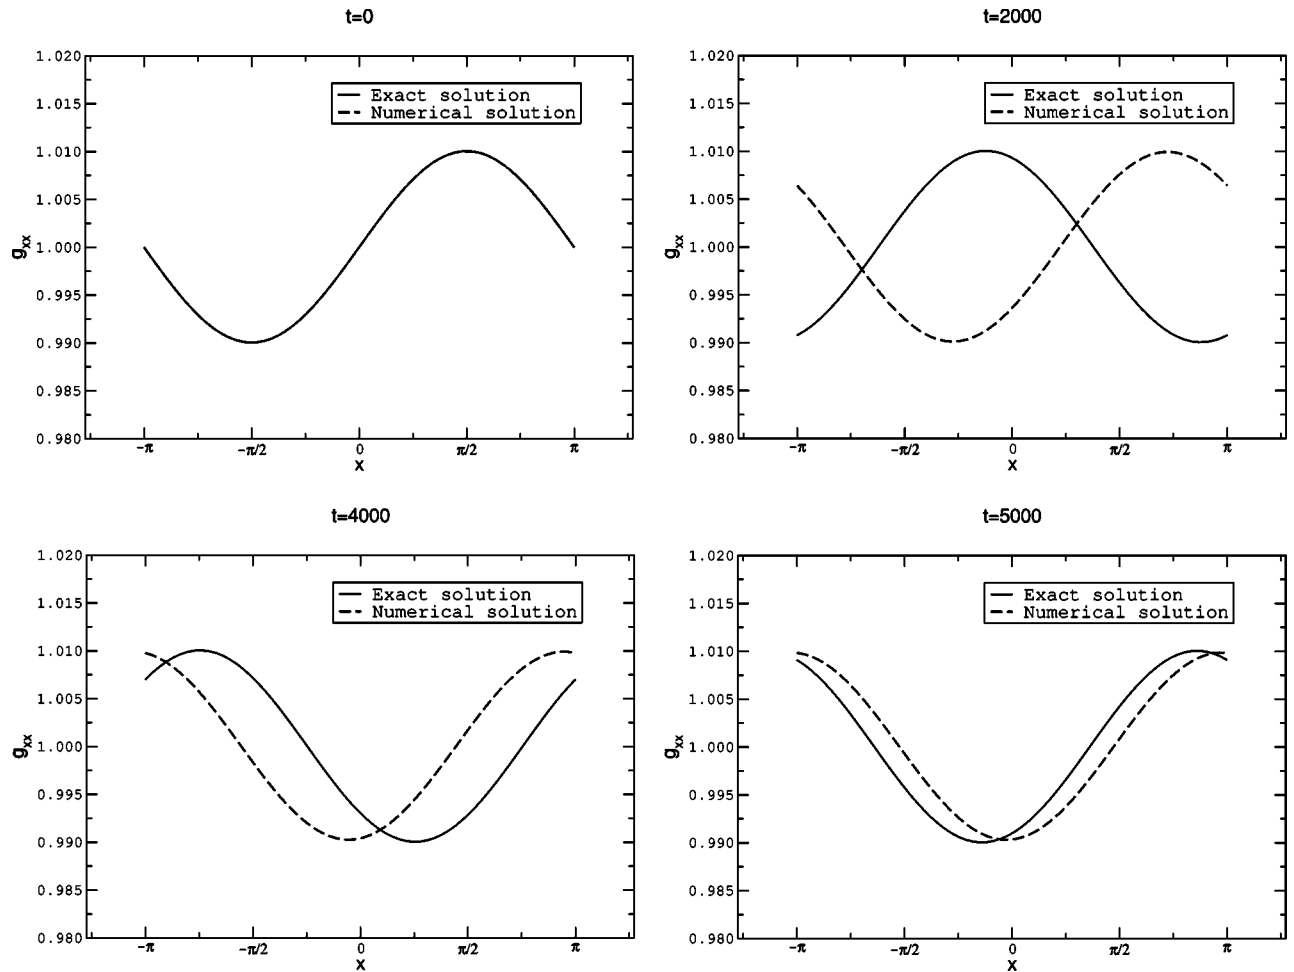 t=0
1.020
1.015
1.010
1.005
1.000
0.995
0.990
0.985
0.980
gxx
Exact solution
Numerical solution
-π
-π/2
0
π/2
π
x
t=2000
1.020
1.015
1.010
1.005
1.000
0.995
0.990
0.985
0.980
gxx
Exact solution
Numerical solution
-π
-π/2
0
π/2
π
x
t=4000
1.020
1.015
1.010
1.005
1.000
0.995
0.990
0.985
0.980
gxx
Exact solution
Numerical solution
-π
-π/2
0
π/2
π
x
t=5000
1.020
1.015
1.010
1.005
1.000
0.995
0.990
0.985
0.980
gxx
Exact solution
Numerical solution
-π
-π/2
0
π/2
π
x